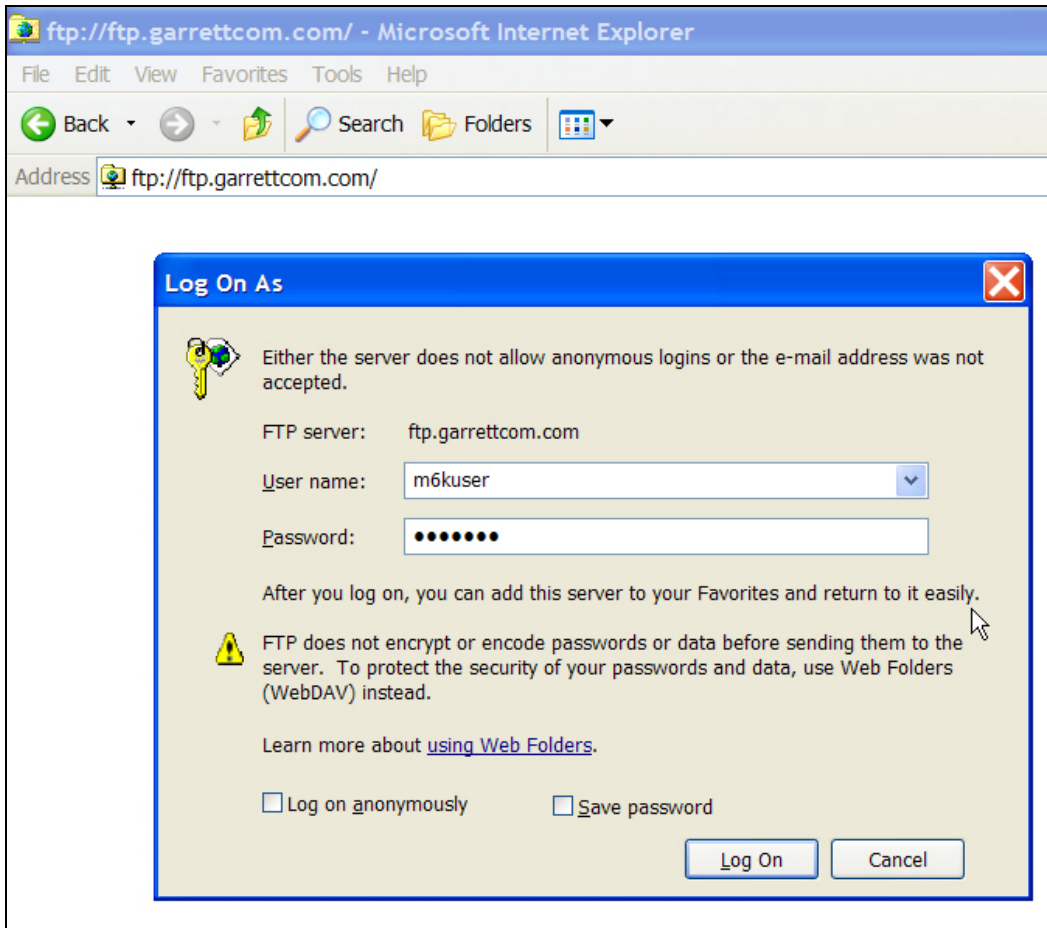 ftp://ftp.garrettcom.com/ - Microsoft Internet Explorer
File Edit View Favorites Tools Help
Back Search Folders
Address ftp://ftp.garrettcom.com/
Log On As
Either the server does not allow anonymous logins or the e-mail address was not
accepted.
FTP server: ftp.garrettcom.com
User name: m6kuser
Password: •••••••
After you log on, you can add this server to your Favorites and return to it easily.
FTP does not encrypt or encode passwords or data before sending them to the
server. To protect the security of your passwords and data, use Web Folders
(WebDAV) instead.
Learn more about using Web Folders.
Log on anonymously Save password
Log On Cancel